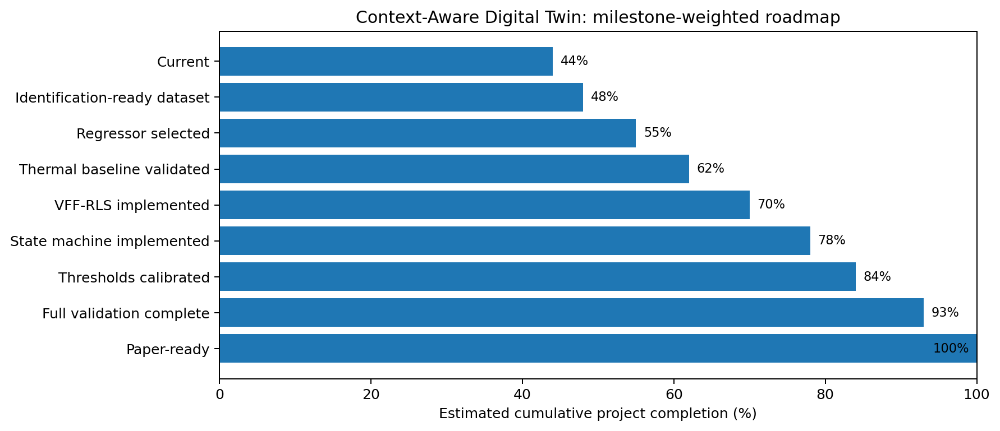 Context-Aware Digital Twin: milestone-weighted roadmap
Current 44%
Identification-ready dataset 48%
Regressor selected 55%
Thermal baseline validated 62%
VFF-RLS implemented 70%
State machine implemented 78%
Thresholds calibrated 84%
Full validation complete 93%
Paper-ready 100%
0 20 40 60 80 100
Estimated cumulative project completion (%)